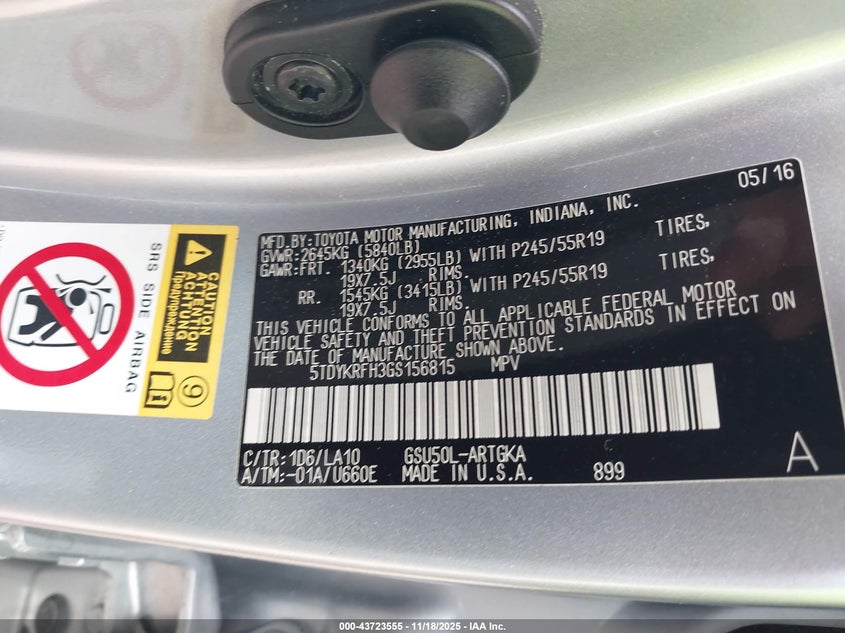 05/16
MFD.BY:TOYOTA MOTOR MANUFACTURING, INDIANA, INC.
GVWR:2645KG (5840LB)
GAWR:FRT. 1340KG (2955LB) WITH P245/55R19 TIRES,
19X7.5J RIMS.
RR. 1545KG (3415LB) WITH P245/55R19 TIRES,
19X7.5J RIMS.
THIS VEHICLE CONFORMS TO ALL APPLICABLE FEDERAL MOTOR
VEHICLE SAFETY AND THEFT PREVENTION STANDARDS IN EFFECT ON
THE DATE OF MANUFACTURE SHOWN ABOVE.
5TDYKRFH3GS156815 MPV
C/TR:1D6/LA10 GSU50L-ARTGKA C
A/TM:-01A/U660E MADE IN U.S.A. 899
A
SRS SIDE AIRBAG
CAUTION
ATTENTION
ACHTUNG
Предупреждение
9
000-43723555 — 11/18/2025 — IAA Inc.